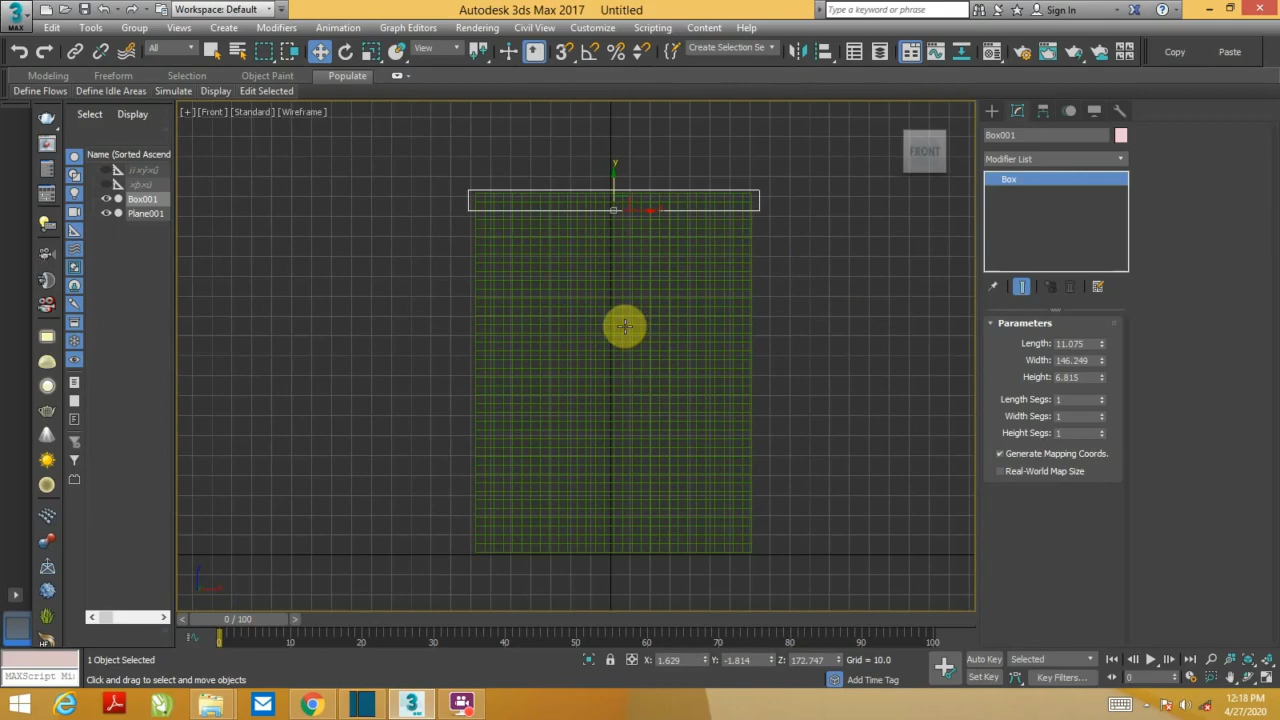 MAX
Workspace: Default
Autodesk 3ds Max 2017
Untitled
Type a keyword or phrase
Sign In
Edit
Tools
Group
Views
Create
Modifiers
Animation
Graph Editors
Rendering
Civil View
Customize
Scripting
Content
Help
All
View
Create Selection Se
Copy
Paste
Modeling
Freeform
Selection
Object Paint
Populate
Define Flows
Define Idle Areas
Simulate
Display
Edit Selected
Select
Display
Name (Sorted Ascend
Box001
Plane001
[+] [Front] [Standard] [Wireframe]
FRONT
y
Box001
Modifier List
Box
Parameters
Length: 11.075
Width: 146.249
Height: 6.815
Length Segs: 1
Width Segs: 1
Height Segs: 1
Generate Mapping Coords.
Real-World Map Size
0 / 100
0
10
20
30
40
50
60
70
80
90
100
1 Object Selected
X: 1.629
Y: -1.814
Z: 172.747
Grid = 10.0
Auto Key
Selected
MAXScript Mi
Click and drag to select and move objects
Add Time Tag
Set Key
Key Filters...
0
12:18 PM
4/27/2020